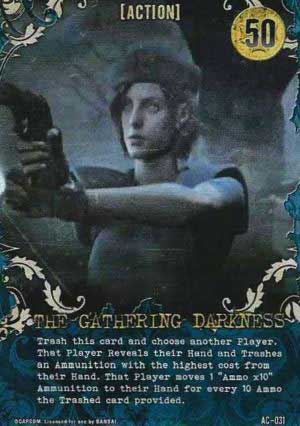 [ACTION]
50
THE GATHERING DARKNESS
Trash this card and choose another Player.
That Player Reveals their Hand and Trashes
an Ammunition with the highest cost from
their Hand. That Player moves 1 "Ammo x10"
Ammunition to their Hand for every 10 Ammo
the Trashed card provided.
©CAPCOM. Licensed for use by BANDAI.
AC-031